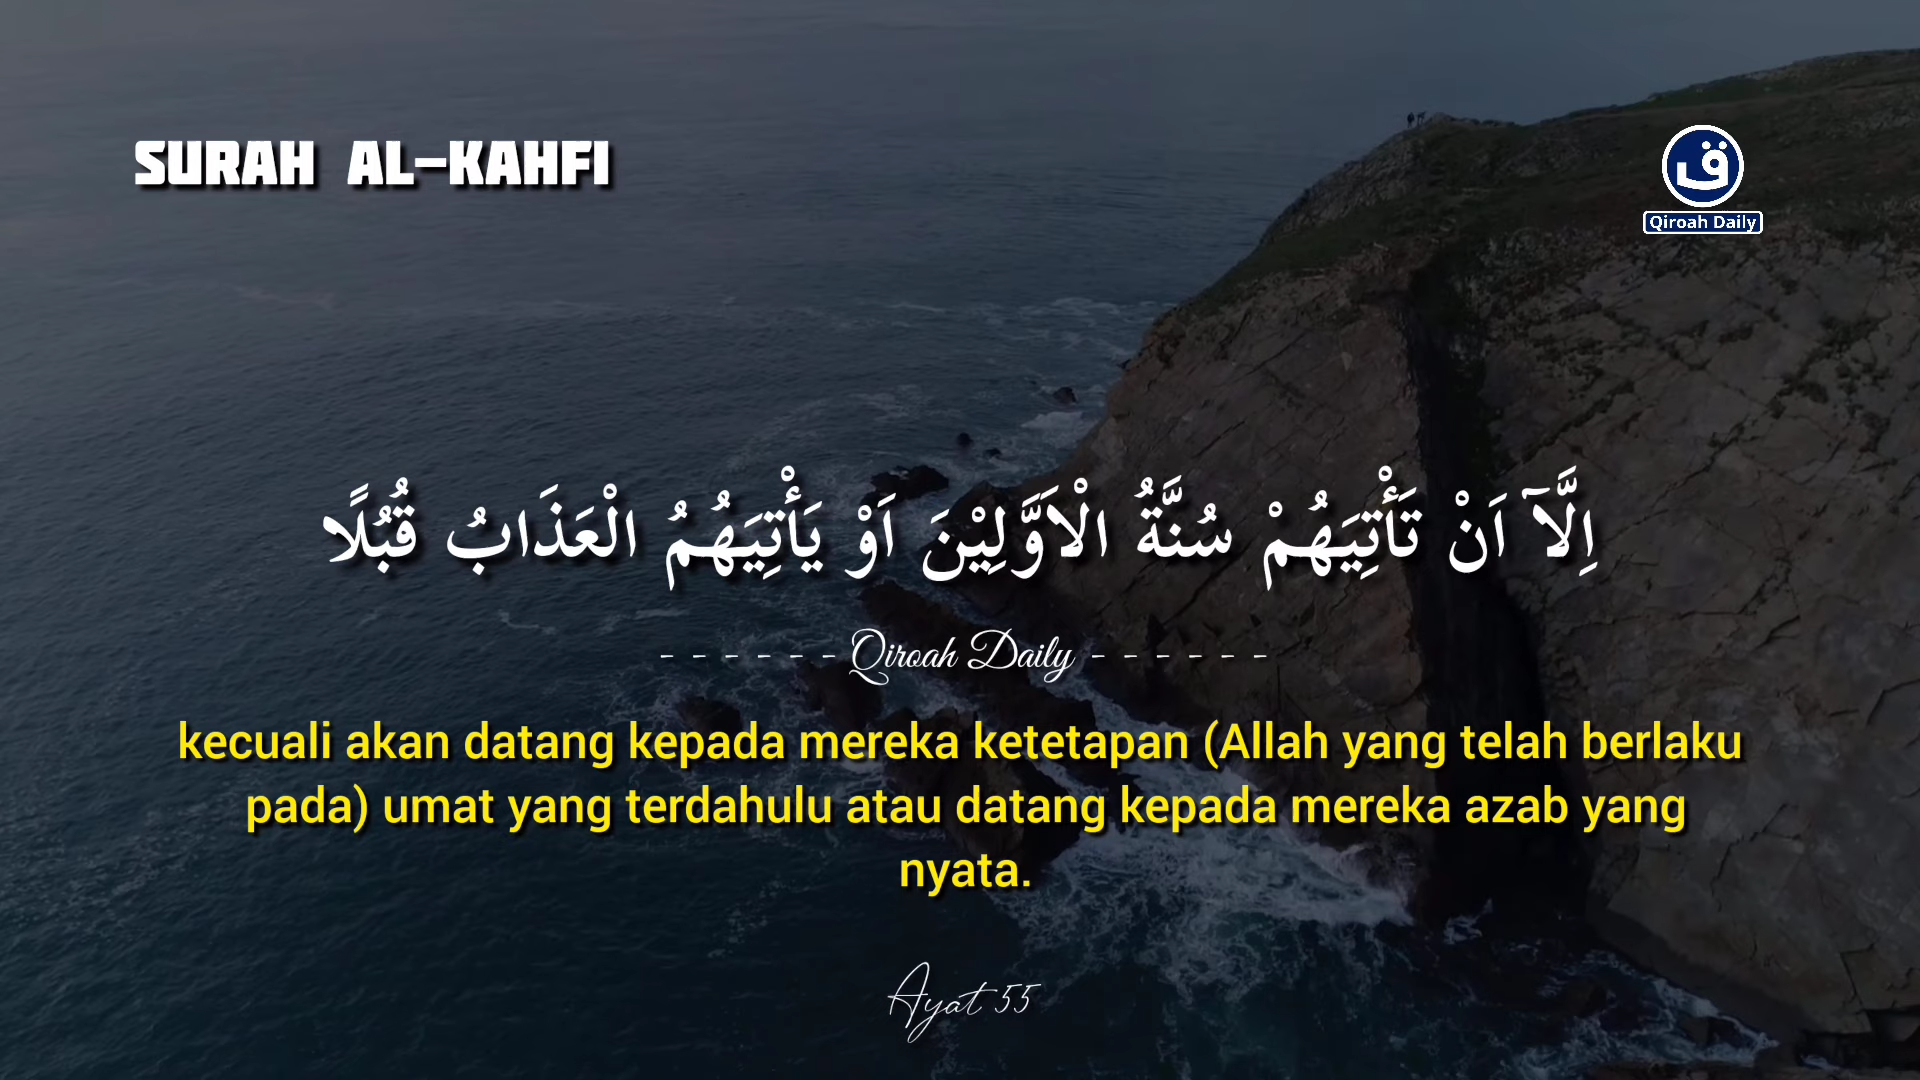 SURAH AL-KAHFI
ق
Qiroah Daily
اِلَّآ اَنْ تَأْتِيَهُمْ سُنَّةُ الْاَوَّلِيْنَ اَوْ يَأْتِيَهُمُ الْعَذَابُ قُبُلًا
- - - - - - Qiroah Daily - - - - - -
kecuali akan datang kepada mereka ketetapan (Allah yang telah berlaku
pada) umat yang terdahulu atau datang kepada mereka azab yang
nyata.
Ayat 55